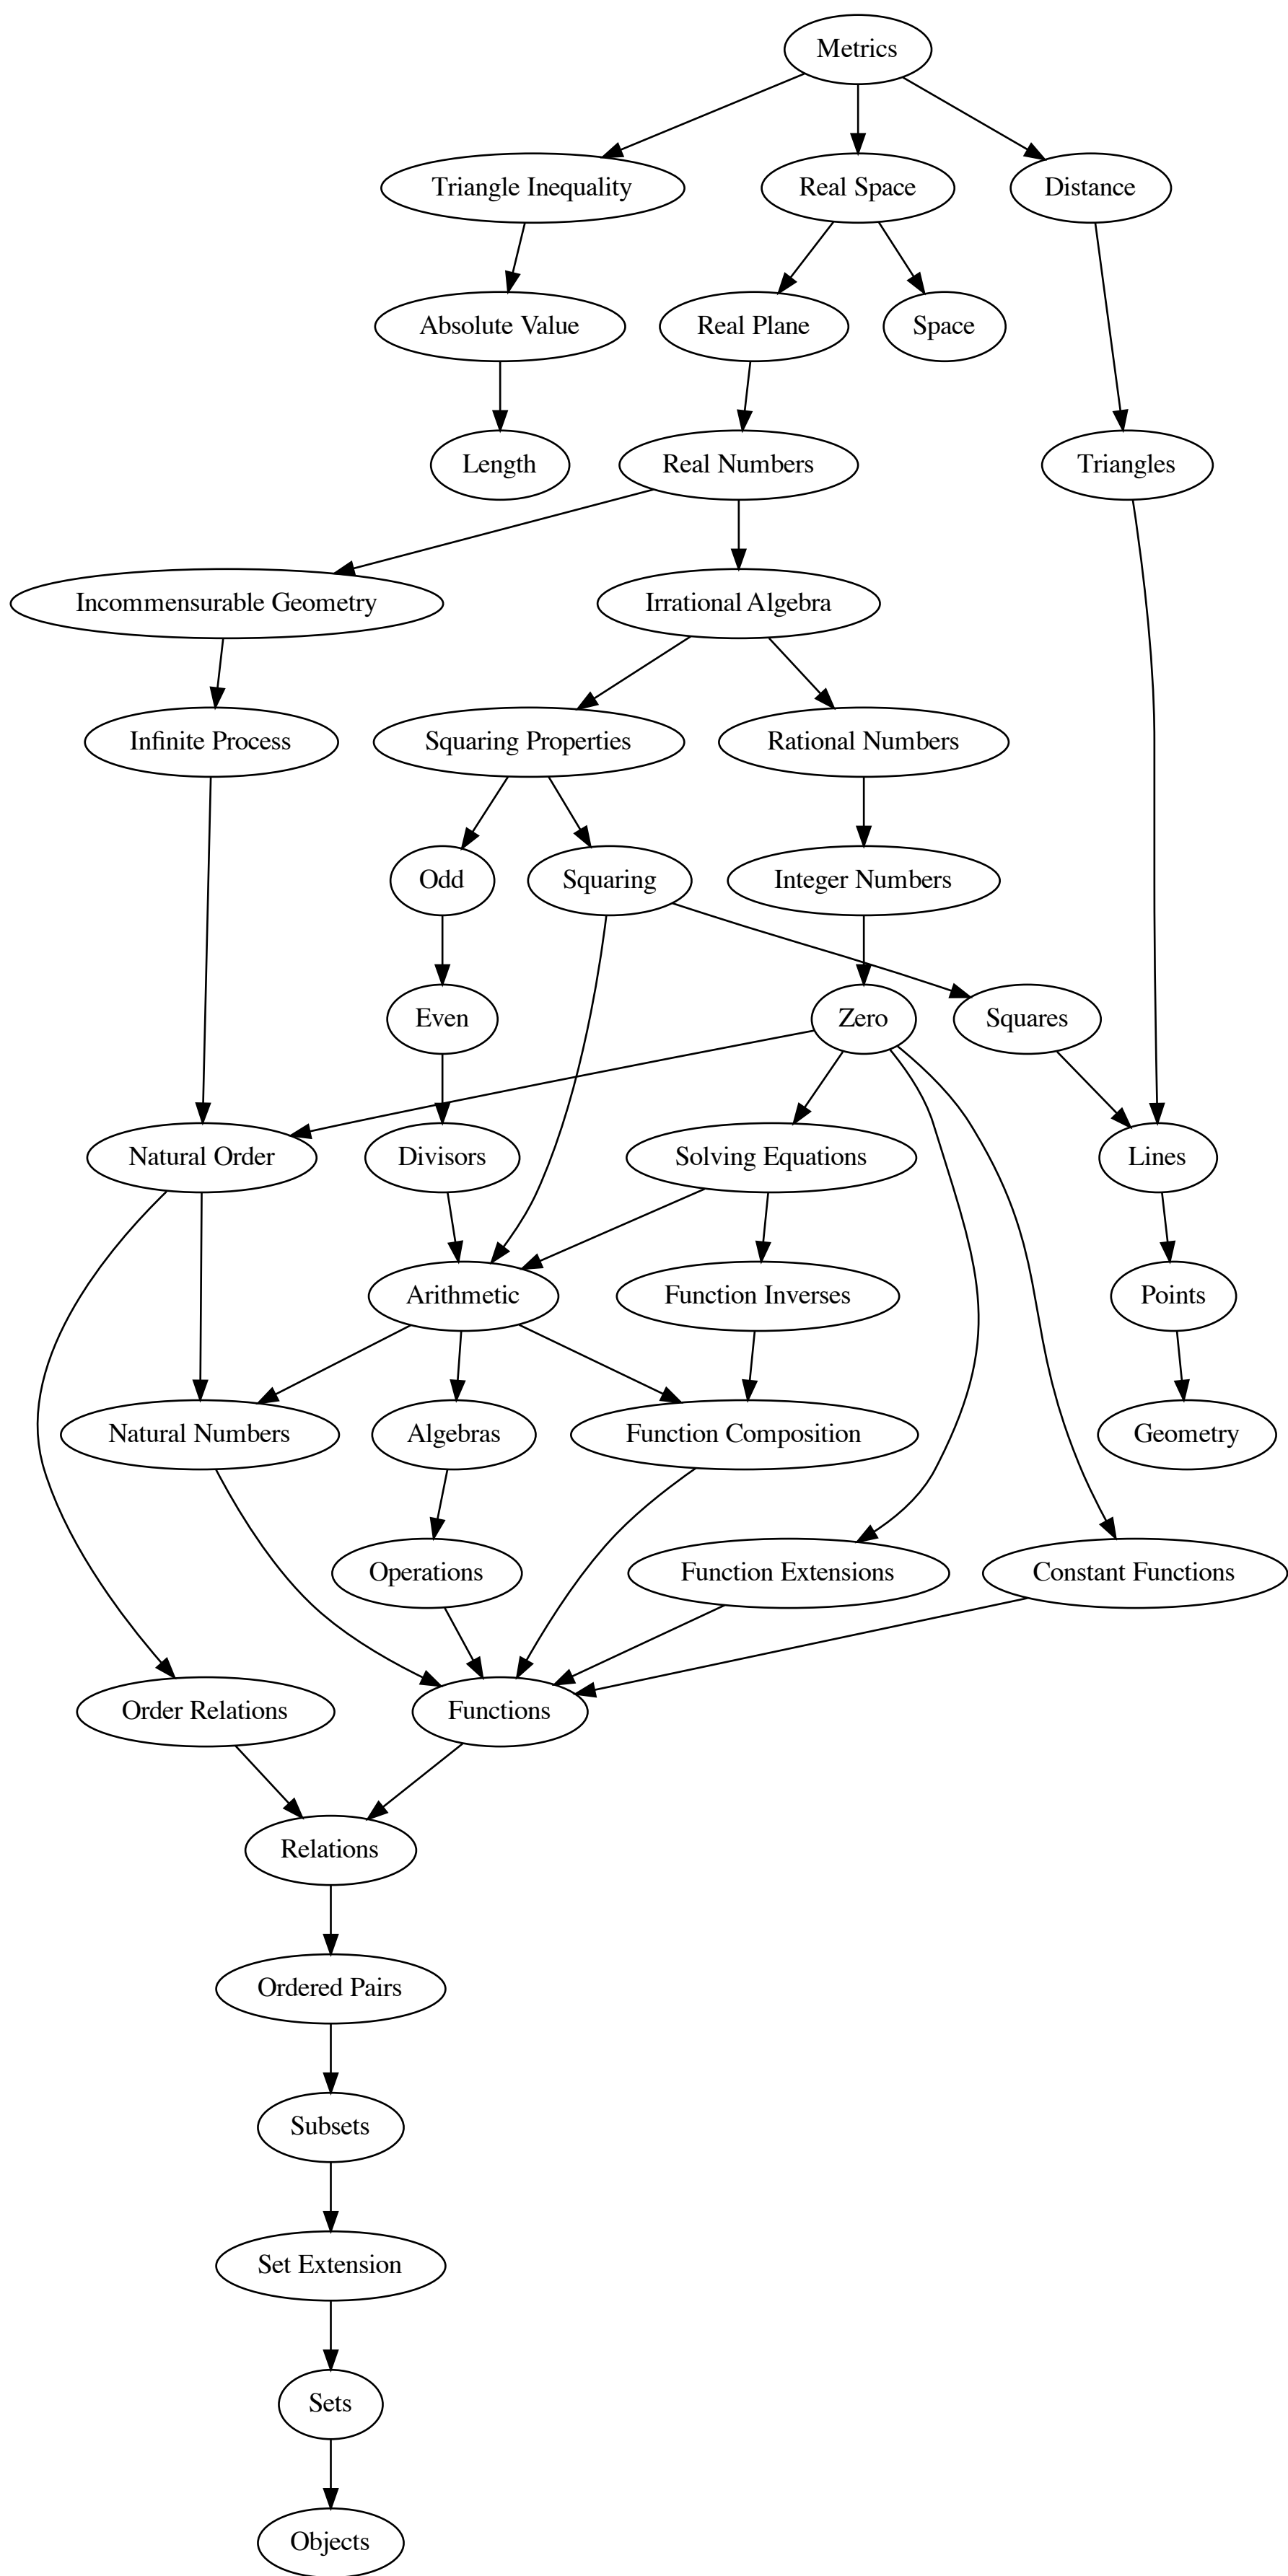 Metrics
Triangle Inequality
Real Space
Distance
Absolute Value
Real Plane
Space
Length
Real Numbers
Triangles
Incommensurable Geometry
Irrational Algebra
Infinite Process
Squaring Properties
Rational Numbers
Odd
Squaring
Integer Numbers
Even
Zero
Squares
Natural Order
Divisors
Solving Equations
Lines
Arithmetic
Function Inverses
Points
Natural Numbers
Algebras
Function Composition
Geometry
Operations
Function Extensions
Constant Functions
Order Relations
Functions
Relations
Ordered Pairs
Subsets
Set Extension
Sets
Objects